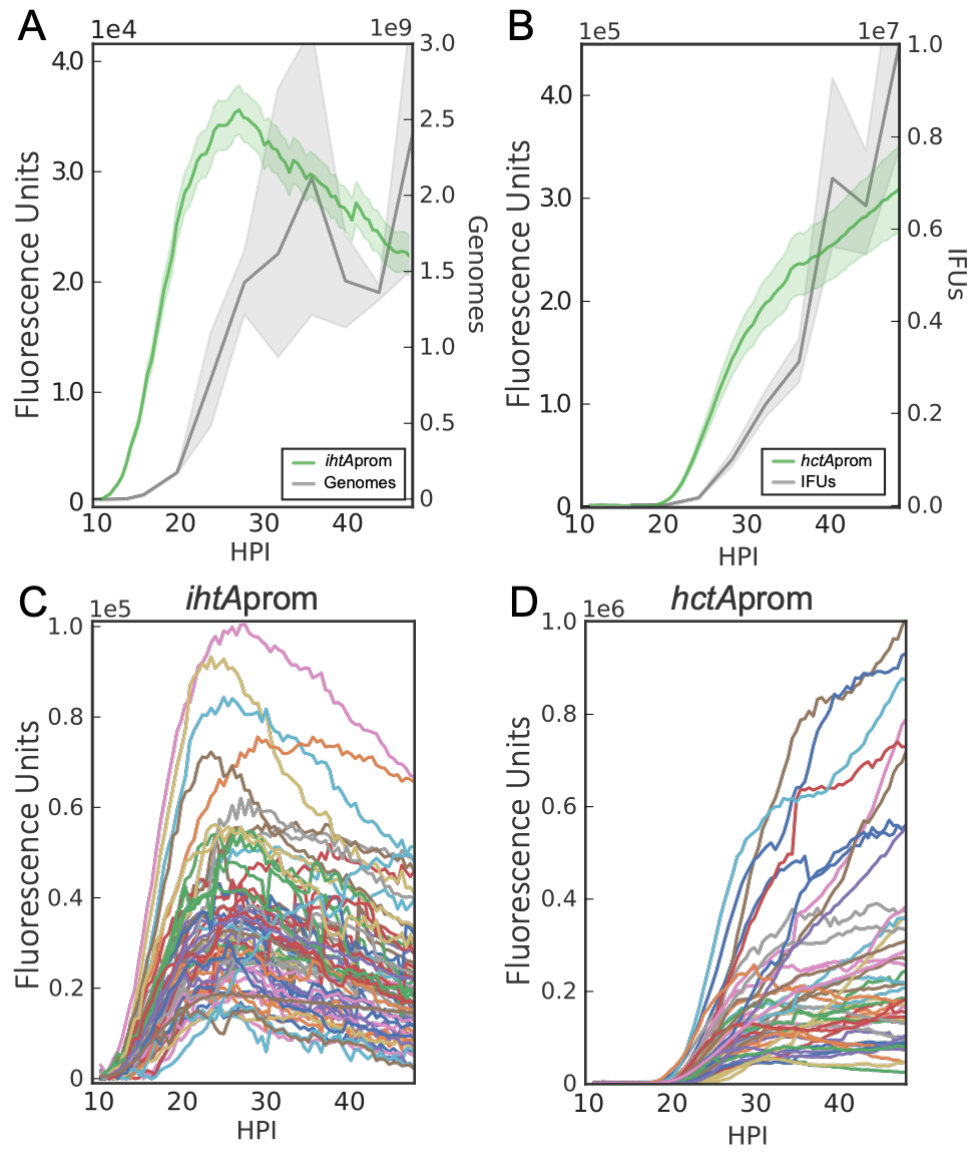 A
1e4
1e9
4.0
3.0
2.0
1.0
0
3.0
2.5
2.0
1.5
1.0
0.5
0
Fluorescence Units
Genomes
ihtAprom
Genomes
10 20 30 40
HPI
B
1e5
1e7
4.0
3.0
2.0
1.0
0
1.0
0.8
0.6
0.4
0.2
0.0
Fluorescence Units
IFUs
hctAprom
IFUs
10 20 30 40
HPI
C
ihtAprom
1e5
1.0
0.8
0.6
0.4
0.2
0
Fluorescence Units
10 20 30 40
HPI
D
hctAprom
1e6
1.0
0.8
0.6
0.4
0.2
0
Fluorescence Units
10 20 30 40
HPI